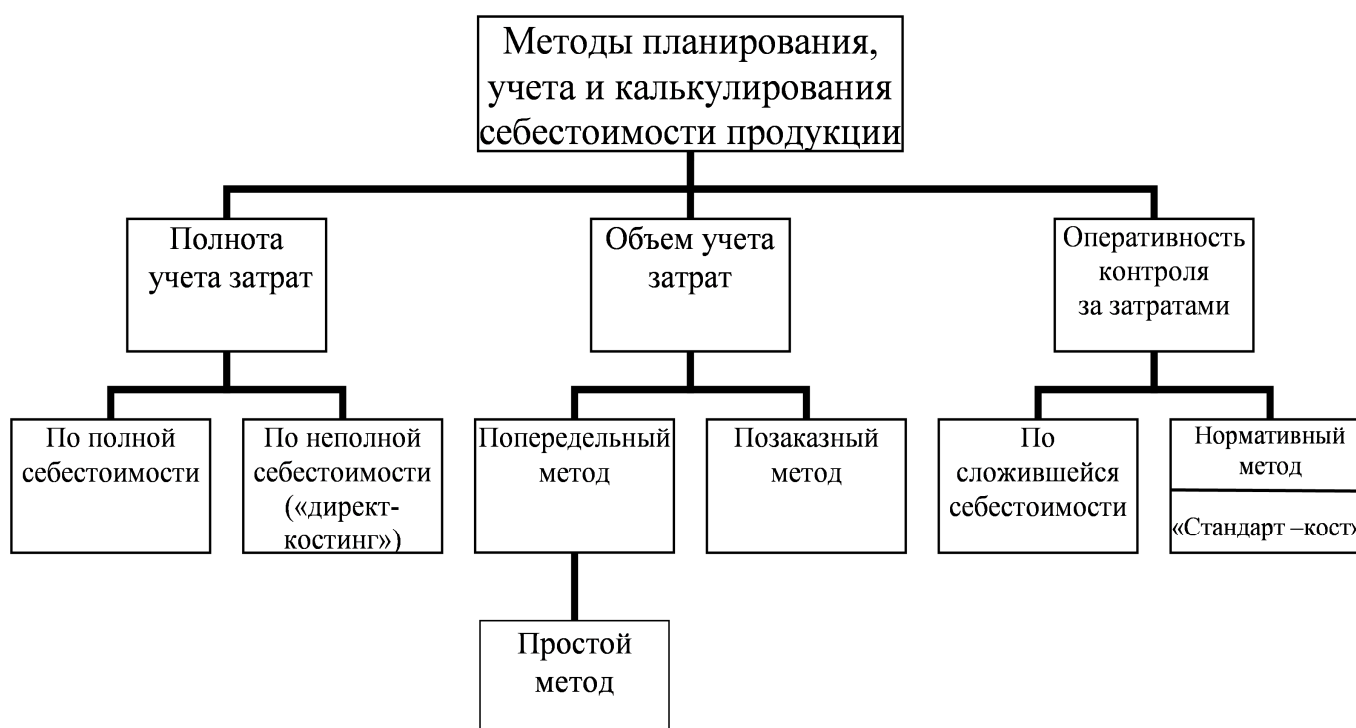 Методы планирования,
учета и калькулирования
себестоимости продукции
Полнота
учета затрат
Объем учета
затрат
Оперативность
контроля
за затратами
По полной
себестоимости
По неполной
себестоимости
(«директ-
костинг»)
Попередельный
метод
Позаказный
метод
По
сложившейся
себестоимости
Нормативный
метод
«Стандарт –кост»
Простой
метод